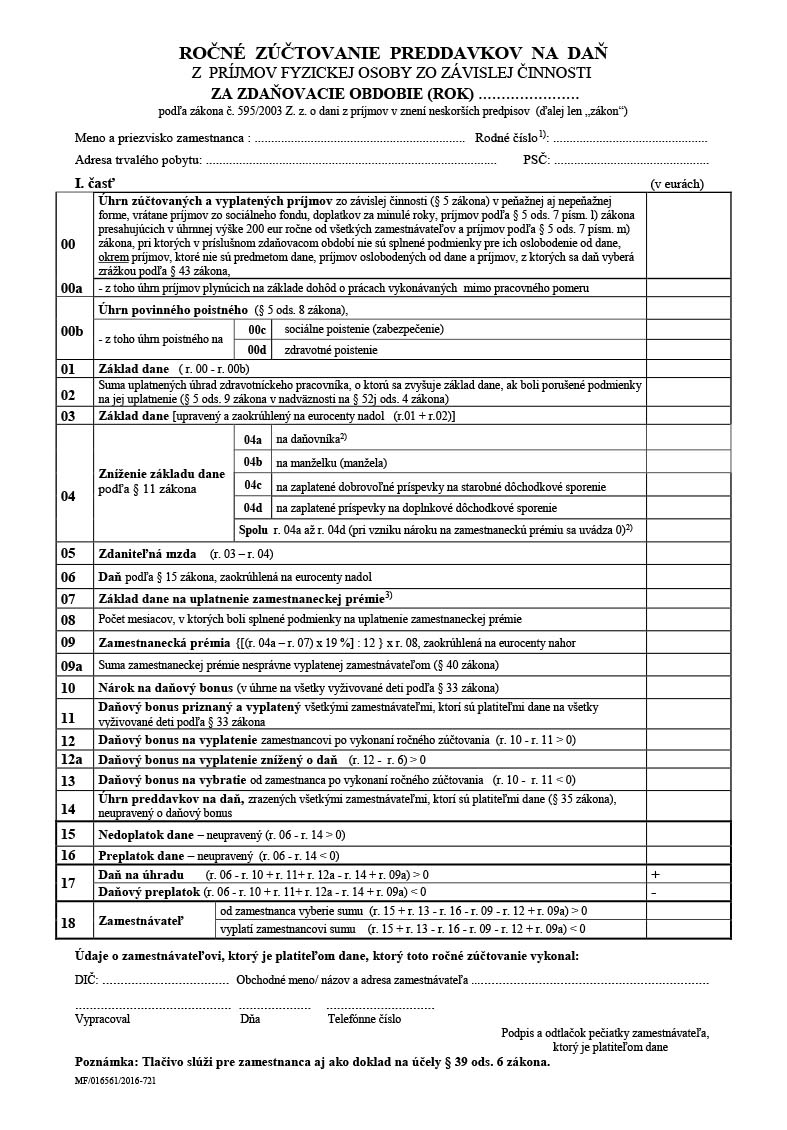 ROČNÉ ZÚČTOVANIE PREDDAVKOV NA DAŇ
Z PRÍJMOV FYZICKEJ OSOBY ZO ZÁVISLEJ ČINNOSTI
ZA ZDAŇOVACIE OBDOBIE (ROK) …………………
podľa zákona č. 595/2003 Z. z. o dani z príjmov v znení neskorších predpisov (ďalej len „zákon“)
Meno a priezvisko zamestnanca : ................................................................. Rodné číslo1): ................................................
Adresa trvalého pobytu: ......................................................................................... PSČ: ................................................
I. časť (v eurách)
00 Úhrn zúčtovaných a vyplatených príjmov zo závislej činnosti (§ 5 zákona) v peňažnej aj nepeňažnej
forme, vrátane príjmov zo sociálneho fondu, doplatkov za minulé roky, príjmov podľa § 5 ods. 7 písm. l) zákona
presahujúcich v úhrnnej výške 200 eur ročne od všetkých zamestnávateľov a príjmov podľa § 5 ods. 7 písm. m)
zákona, pri ktorých v príslušnom zdaňovacom období nie sú splnené podmienky pre ich oslobodenie od dane,
okrem príjmov, ktoré nie sú predmetom dane, príjmov oslobodených od dane a príjmov, z ktorých sa daň vyberá
zrážkou podľa § 43 zákona,
00a - z toho úhrn príjmov plynúcich na základe dohôd o prácach vykonávaných mimo pracovného pomeru
00b Úhrn povinného poistného (§ 5 ods. 8 zákona),
- z toho úhrn poistného na 00c sociálne poistenie (zabezpečenie)
00d zdravotné poistenie
01 Základ dane ( r. 00 - r. 00b)
02 Suma uplatnených úhrad zdravotníckeho pracovníka, o ktorú sa zvyšuje základ dane, ak boli porušené podmienky
na jej uplatnenie (§ 5 ods. 9 zákona v nadväznosti na § 52j ods. 4 zákona)
03 Základ dane [upravený a zaokrúhlený na eurocenty nadol (r.01 + r.02)]
04 Zníženie základu dane
podľa § 11 zákona
04a na daňovníka2)
04b na manželku (manžela)
04c na zaplatené dobrovoľné príspevky na starobné dôchodkové sporenie
04d na zaplatené príspevky na doplnkové dôchodkové sporenie
Spolu r. 04a až r. 04d (pri vzniku nároku na zamestnaneckú prémiu sa uvádza 0)2)
05 Zdaniteľná mzda (r. 03 – r. 04)
06 Daň podľa § 15 zákona, zaokrúhlená na eurocenty nadol
07 Základ dane na uplatnenie zamestnaneckej prémie3)
08 Počet mesiacov, v ktorých boli splnené podmienky na uplatnenie zamestnaneckej prémie
09 Zamestnanecká prémia {[(r. 04a – r. 07) x 19 %] : 12 } x r. 08, zaokrúhlená na eurocenty nahor
09a Suma zamestnaneckej prémie nesprávne vyplatenej zamestnávateľom (§ 40 zákona)
10 Nárok na daňový bonus (v úhrne na všetky vyživované deti podľa § 33 zákona)
11 Daňový bonus priznaný a vyplatený všetkými zamestnávateľmi, ktorí sú platiteľmi dane na všetky
vyživované deti podľa § 33 zákona
12 Daňový bonus na vyplatenie zamestnancovi po vykonaní ročného zúčtovania (r. 10 - r. 11 > 0)
12a Daňový bonus na vyplatenie znížený o daň (r. 12 - r. 6) > 0
13 Daňový bonus na vybratie od zamestnanca po vykonaní ročného zúčtovania (r. 10 - r. 11 < 0)
14 Úhrn preddavkov na daň, zrazených všetkými zamestnávateľmi, ktorí sú platiteľmi dane (§ 35 zákona),
neupravený o daňový bonus
15 Nedoplatok dane – neupravený (r. 06 - r. 14 > 0)
16 Preplatok dane – neupravený (r. 06 - r. 14 < 0)
17 Daň na úhradu (r. 06 - r. 10 + r. 11+ r. 12a - r. 14 + r. 09a) > 0 +
Daňový preplatok (r. 06 - r. 10 + r. 11+ r. 12a - r. 14 + r. 09a) < 0 -
18 Zamestnávateľ od zamestnanca vyberie sumu (r. 15 + r. 13 - r. 16 - r. 09 - r. 12 + r. 09a) > 0
vyplatí zamestnancovi sumu (r. 15 + r. 13 - r. 16 - r. 09 - r. 12 + r. 09a) < 0
Údaje o zamestnávateľovi, ktorý je platiteľom dane, ktorý toto ročné zúčtovanie vykonal:
DIČ: ....................................... Obchodné meno/ názov a adresa zamestnávateľa ..........................................................................
................................................ ...................... .................................
Vypracoval Dňa Telefónne číslo
Podpis a odtlačok pečiatky zamestnávateľa,
ktorý je platiteľom dane
Poznámka: Tlačivo slúži pre zamestnanca aj ako doklad na účely § 39 ods. 6 zákona.
MF/016561/2016-721